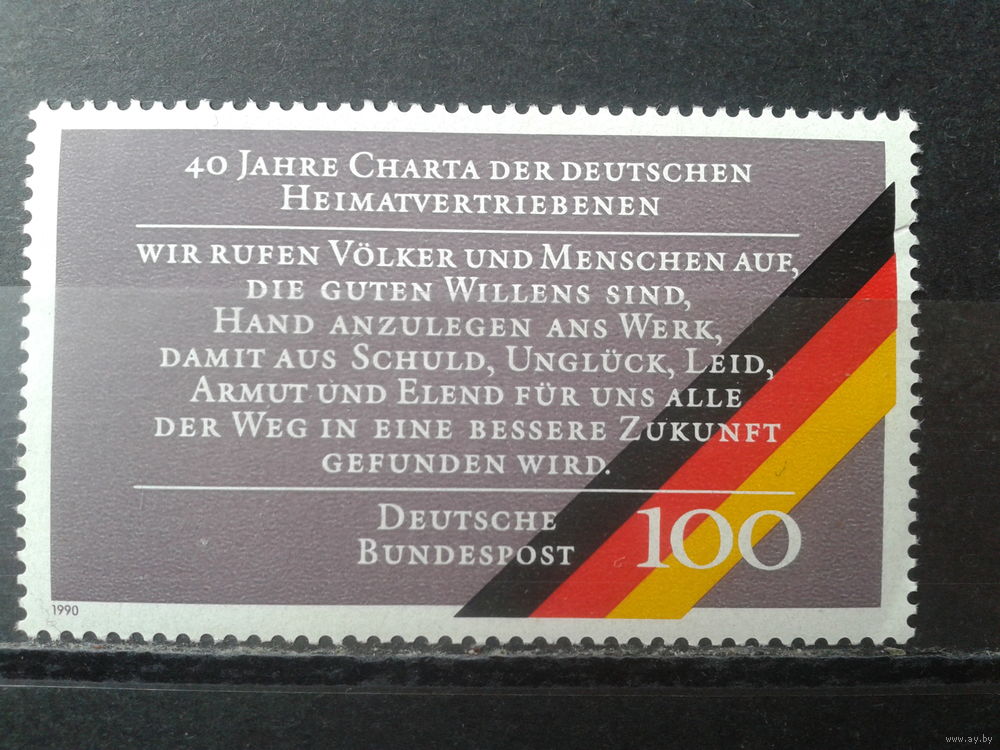 40 JAHRE CHARTA DER DEUTSCHEN
HEIMATVERTRIEBENEN
WIR RUFEN VÖLKER UND MENSCHEN AUF,
DIE GUTEN WILLENS SIND,
HAND ANZULEGEN ANS WERK,
DAMIT AUS SCHULD, UNGLÜCK, LEID,
ARMUT UND ELEND FÜR UNS ALLE
DER WEG IN EINE BESSERE ZUKUNFT
GEFUNDEN WIRD.
DEUTSCHE
BUNDESPOST 100
1990
www.ay.by